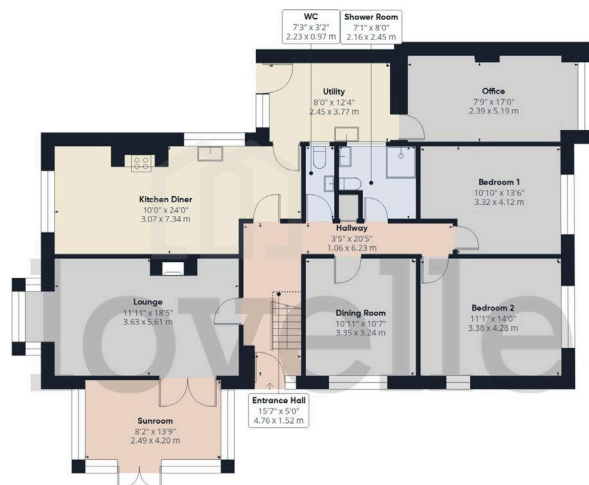 WC
7'3" x 3'2"
2.23 x 0.97 m
Shower Room
7'1" x 8'0"
2.16 x 2.45 m
Utility
8'0" x 12'4"
2.45 x 3.77 m
Office
7'9" x 17'0"
2.39 x 5.19 m
Kitchen Diner
10'0" x 24'0"
3.07 x 7.34 m
Bedroom 1
10'10" x 13'6"
3.32 x 4.12 m
Hallway
3'5" x 20'5"
1.06 x 6.23 m
Lounge
11'11" x 18'5"
3.63 x 5.61 m
Dining Room
10'11" x 10'7"
3.35 x 3.24 m
Bedroom 2
11'1" x 14'0"
3.38 x 4.28 m
lovelle
Entrance Hall
15'7" x 5'0"
4.76 x 1.52 m
Sunroom
8'2" x 13'9"
2.49 x 4.20 m